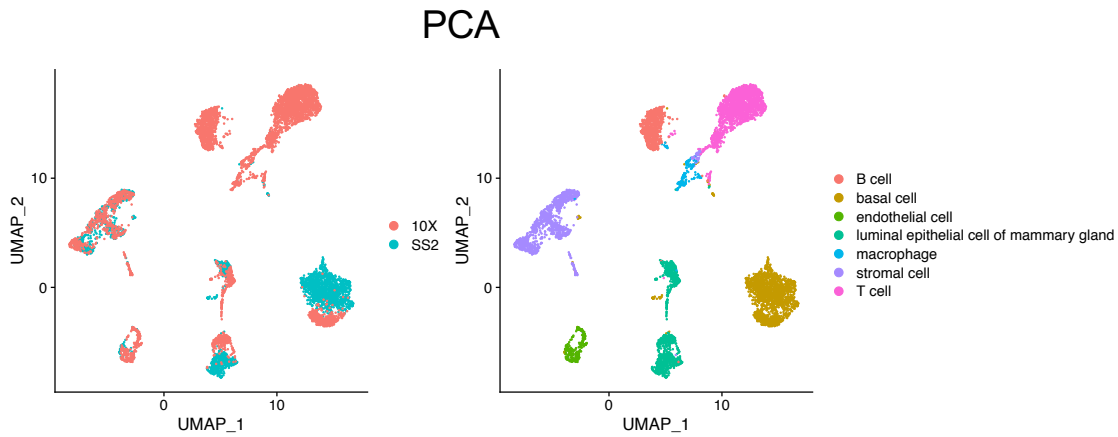 PCA
10
0
UMAP_2
0
10
UMAP_1
10X
SS2
10
0
UMAP_2
0
10
UMAP_1
B cell
basal cell
endothelial cell
luminal epithelial cell of mammary gland
macrophage
stromal cell
T cell